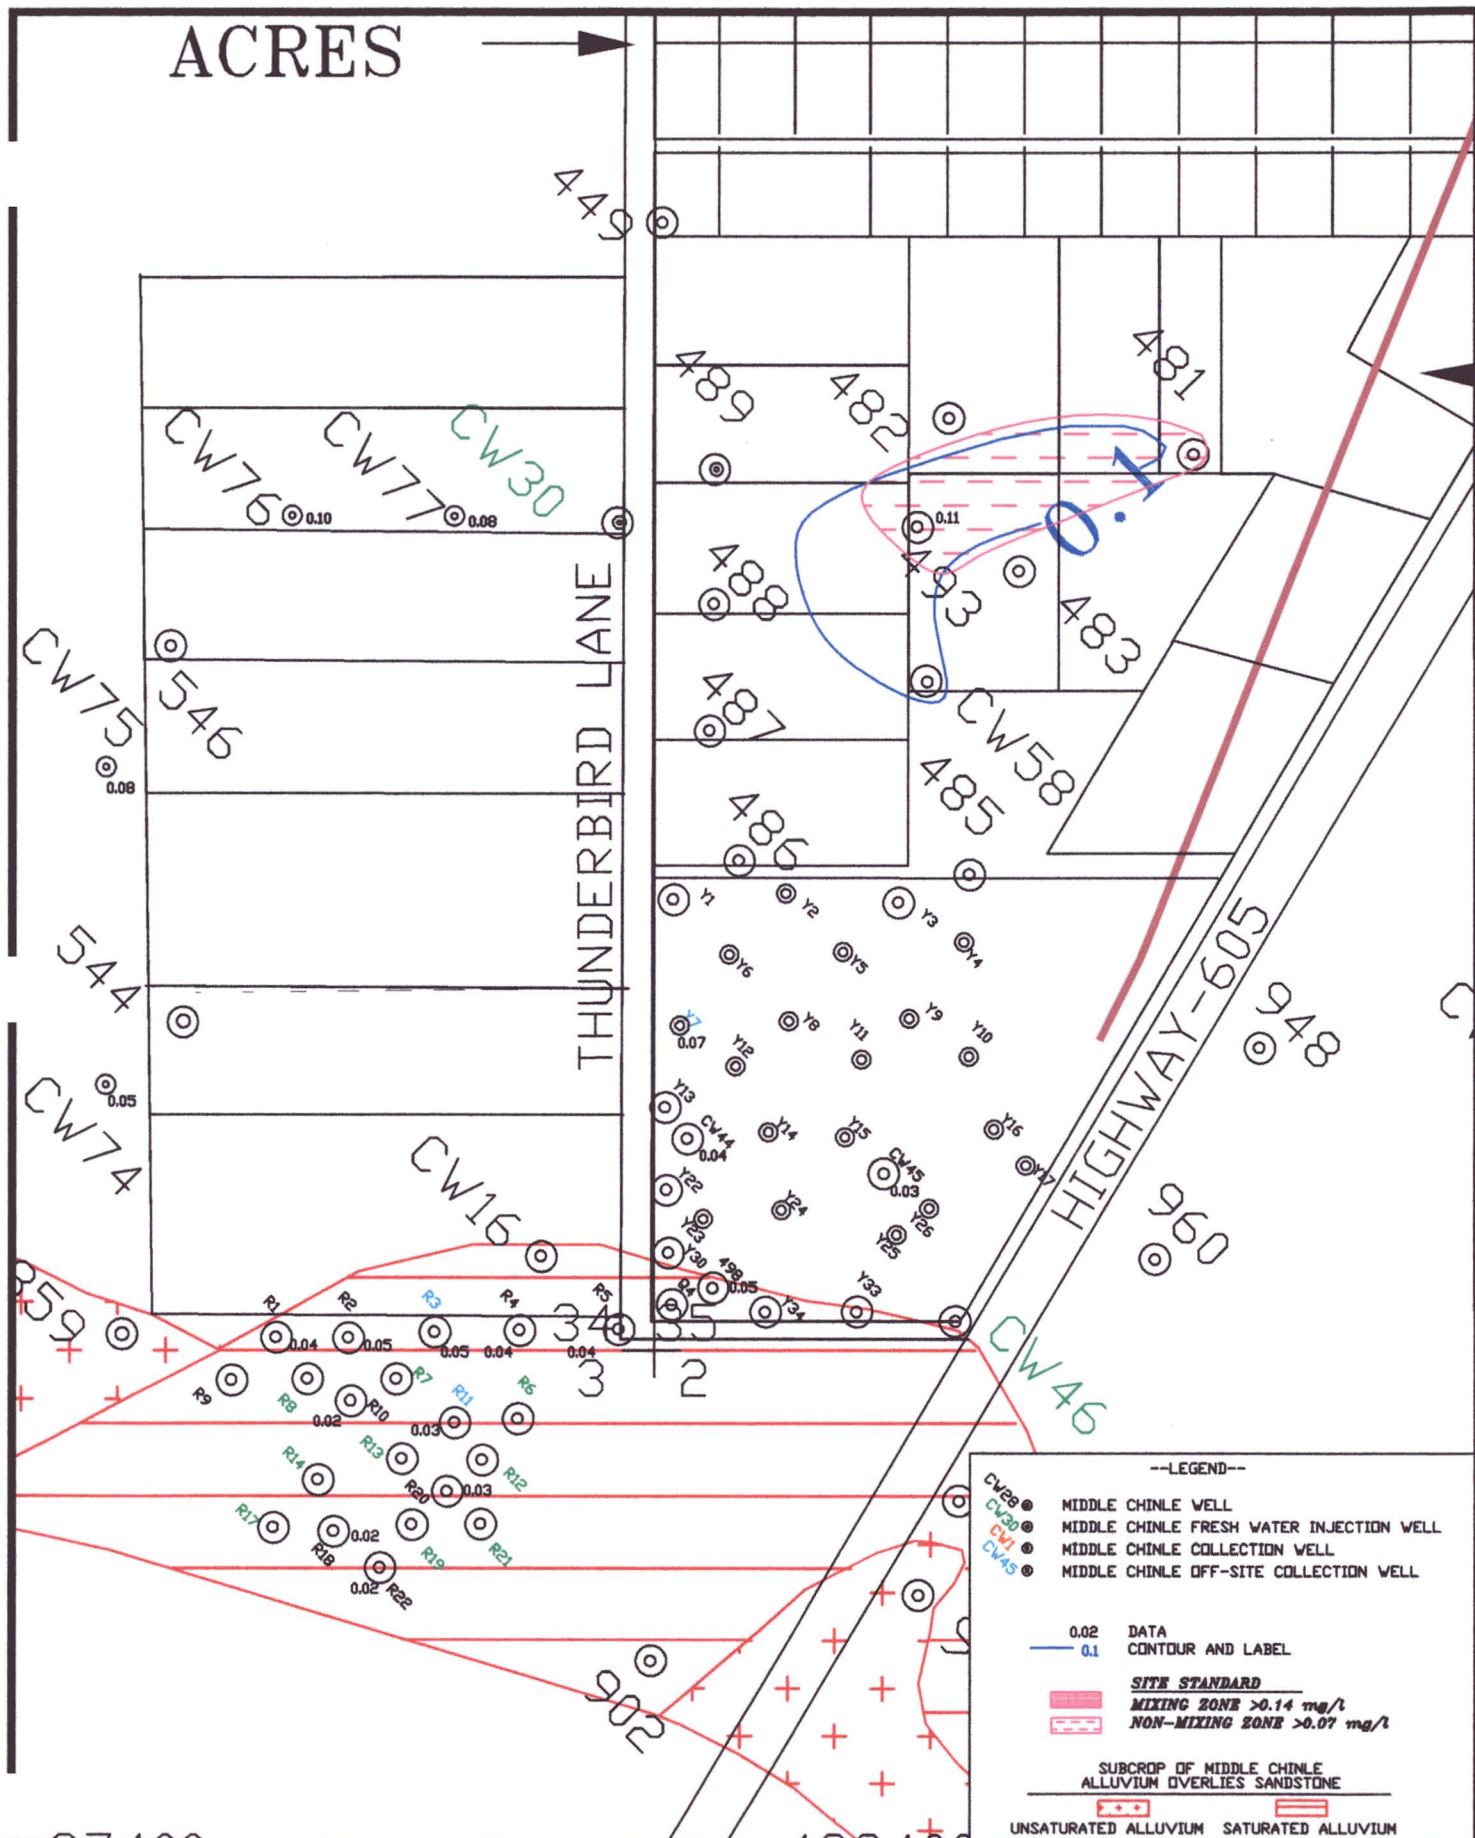 ACRES
449
489
482
481
CW76
CW77
CW30
0.10
0.08
0.11
0.1
493
488
483
THUNDERBIRD LANE
CW75
546
0.08
487
CW58
485
486
Y1
Y2
Y3
Y4
Y6
Y5
544
Y7
0.07
Y8
Y9
Y11
Y10
Y12
HIGHWAY-605
948
CW74
0.05
Y13
CW44
0.04
Y14
Y15
Y16
Y17
CW45
0.03
CW16
Y22
Y23
Y24
Y25
Y26
960
Y30
498
0.05
Q4
Y34
Y33
859
R1
R2
R3
R4
R5
34
35
0.04
0.05
0.05
0.04
0.04
3
2
CW46
R9
R8
R7
R10
0.02
R11
0.03
R6
R14
R13
R12
R20
0.03
R17
R18
0.02
R19
R21
0.02
R22
902
--LEGEND--
CW28 MIDDLE CHINLE WELL
CW30 MIDDLE CHINLE FRESH WATER INJECTION WELL
CW1 MIDDLE CHINLE COLLECTION WELL
CW45 MIDDLE CHINLE OFF-SITE COLLECTION WELL
0.02 DATA
0.1 CONTOUR AND LABEL
SITE STANDARD
MIXING ZONE >0.14 mg/l
NON-MIXING ZONE >0.07 mg/l
SUBCROP OF MIDDLE CHINLE
ALLUVIUM OVERLIES SANDSTONE
UNSATURATED ALLUVIUM SATURATED ALLUVIUM